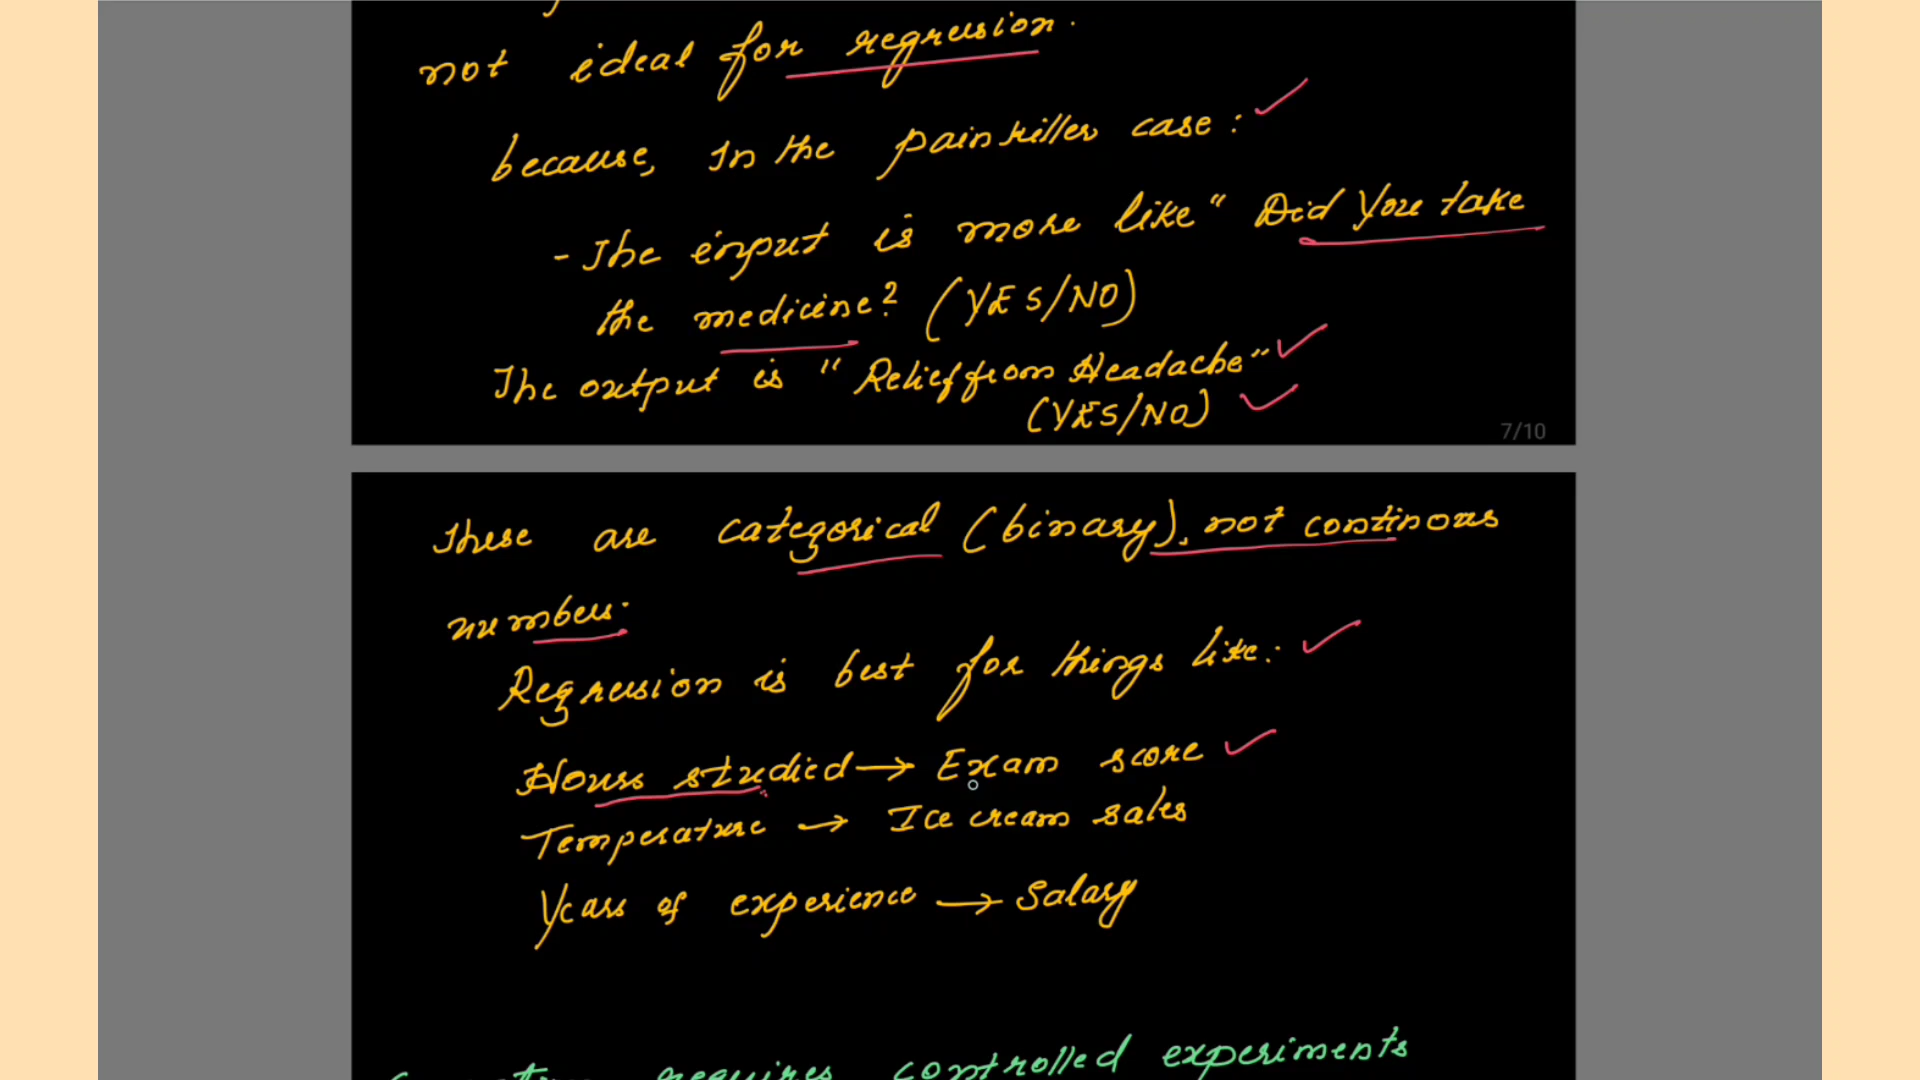 not ideal for regression.
because, In the painkiller case:
- The input is more like " Did You take
the medicine? (YES/NO)
The output is " Relief from Headache"
(YES/NO)
7/10
These are categorical (binary), not continous
numbers.
Regression is best for things like:
Hours studied → Exam score
Temperature → Ice cream sales
Years of experience → Salary
requires controlled experiments